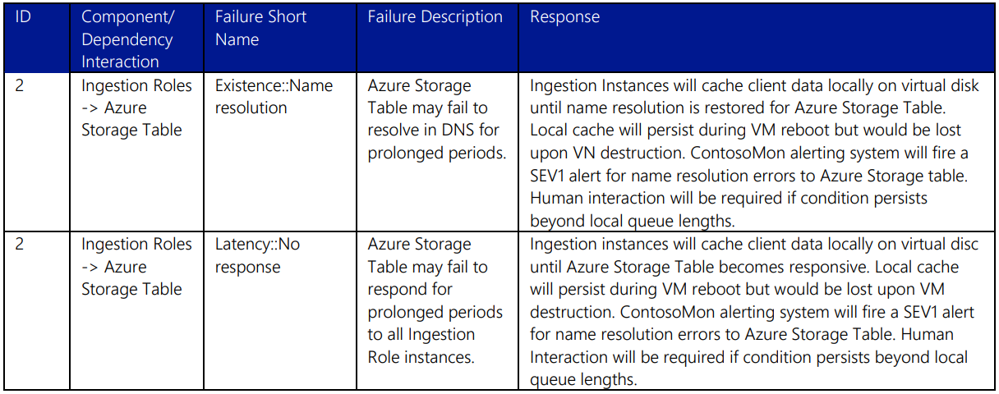 ID
Component/
Dependency
Interaction
Failure Short
Name
Failure Description
Response
2
Ingestion Roles
-> Azure
Storage Table
Existence::Name
resolution
Azure Storage
Table may fail to
resolve in DNS for
prolonged periods.
Ingestion Instances will cache client data locally on virtual disk
until name resolution is restored for Azure Storage Table.
Local cache will persist during VM reboot but would be lost
upon VN destruction. ContosoMon alerting system will fire a
SEV1 alert for name resolution errors to Azure Storage table.
Human interaction will be required if condition persists
beyond local queue lengths.
2
Ingestion Roles
-> Azure
Storage Table
Latency::No
response
Azure Storage
Table may fail to
respond for
prolonged periods
to all Ingestion
Role instances.
Ingestion instances will cache client data locally on virtual disc
until Azure Storage Table becomes responsive. Local cache
will persist during VM reboot but would be lost upon VM
destruction. ContosoMon alerting system will fire a SEV1 alert
for name resolution errors to Azure Storage Table. Human
Interaction will be required if condition persists beyond local
queue lengths.